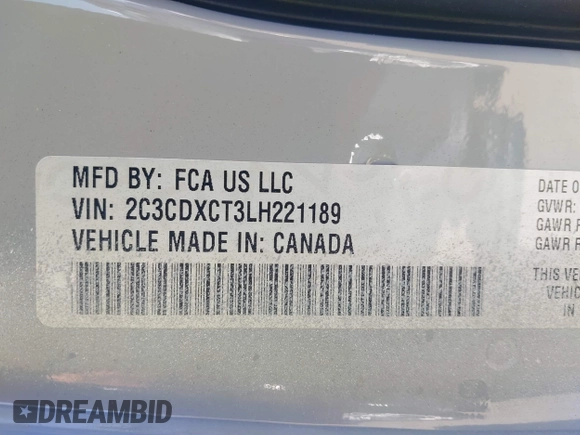 MFD BY: FCA US LLC
VIN: 2C3CDXCT3LH221189
VEHICLE MADE IN: CANADA
DATE O
GVWR:
GAWR F
GAWR R
THIS VE
VEHIC
IN
DREAMBID